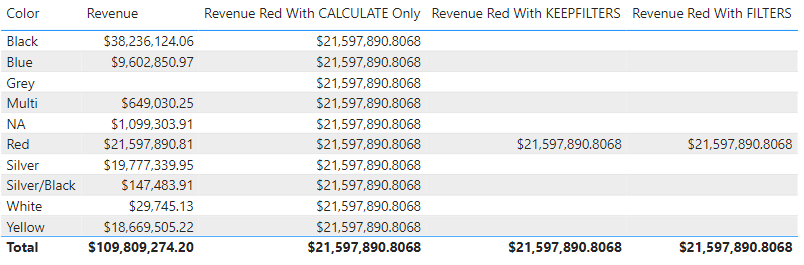 Color Revenue Revenue Red With CALCULATE Only Revenue Red With KEEPFILTERS Revenue Red With FILTERS
Black $38,236,124.06 $21,597,890.8068
Blue $9,602,850.97 $21,597,890.8068
Grey $21,597,890.8068
Multi $649,030.25 $21,597,890.8068
NA $1,099,303.91 $21,597,890.8068
Red $21,597,890.81 $21,597,890.8068 $21,597,890.8068 $21,597,890.8068
Silver $19,777,339.95 $21,597,890.8068
Silver/Black $147,483.91 $21,597,890.8068
White $29,745.13 $21,597,890.8068
Yellow $18,669,505.22 $21,597,890.8068
Total $109,809,274.20 $21,597,890.8068 $21,597,890.8068 $21,597,890.8068